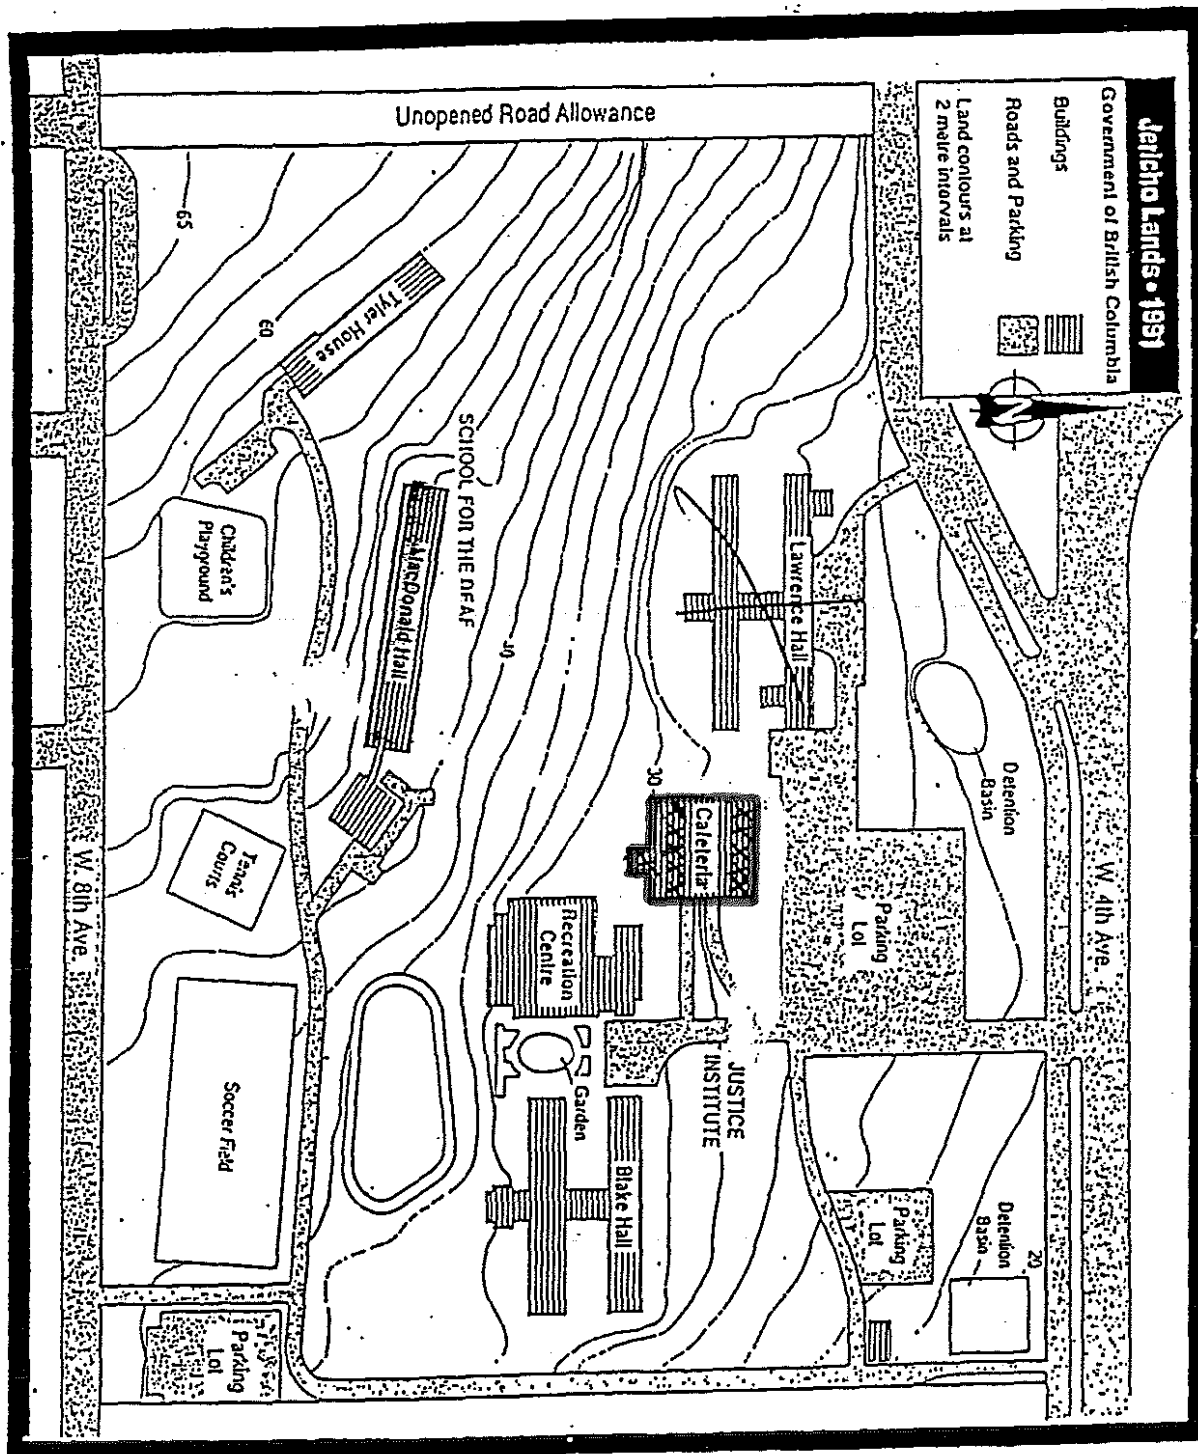 Jericho Lands • 1991
Government of British Columbia
Buildings
Roads and Parking
Land contours at
2 metre intervals
N
Unopened Road Allowance
W. 4th Ave.
Detention
Basin
Detention
Basin
20
Lawrence Hall
Parking
Lot
Parking
Lot
Cafeteria
30
JUSTICE
INSTITUTE
Recreation
Centre
Garden
Blake Hall
40
SCHOOL FOR THE DEAF
MacDonald Hall
Tyler House
60
65
Children's
Playground
Tennis
Courts
Soccer Field
Parking
Lot
W. 8th Ave.